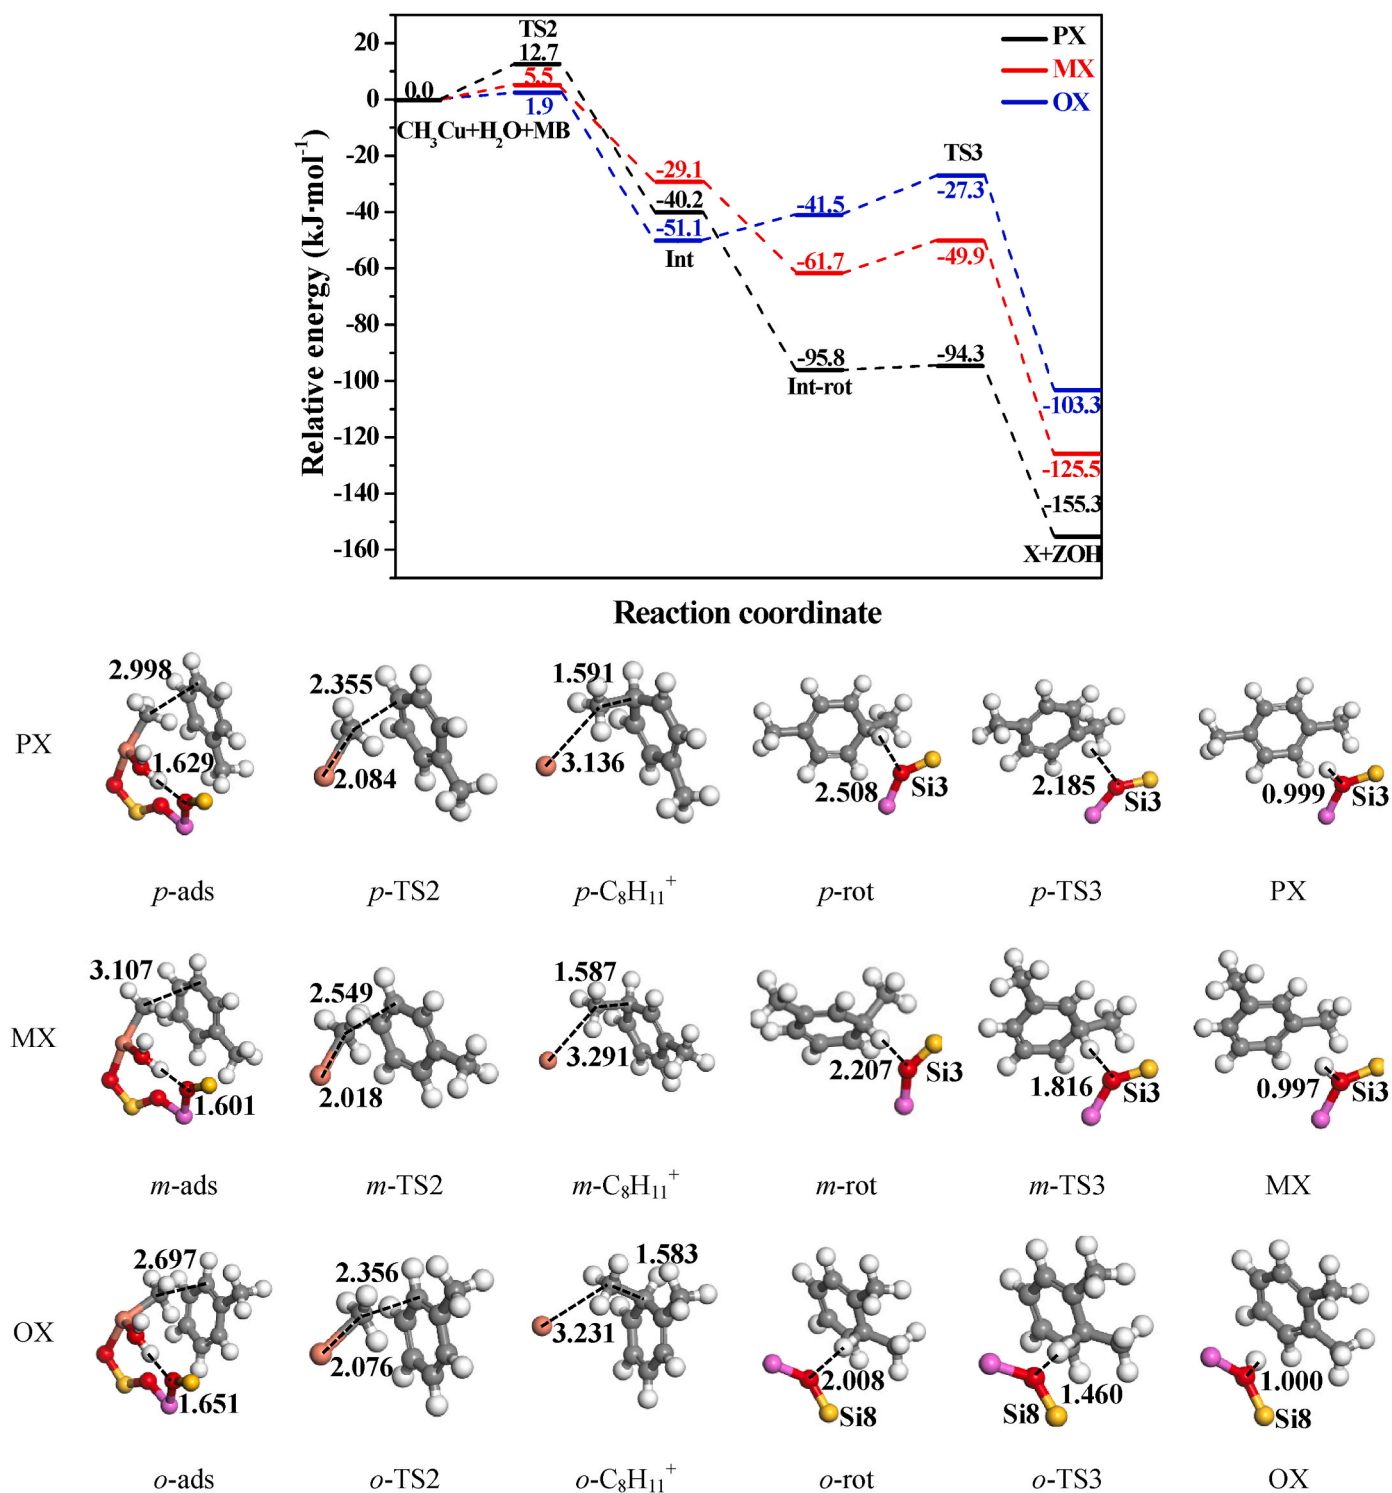 TS2
20
12.7
PX
5.5
MX
0.0
0
1.9
OX
CH₃Cu+H₂O+MB
-20
TS3
-29.1
-27.3
-40
-40.2
-41.5
-51.1
Int
-49.9
-60
-61.7
-80
-95.8
-94.3
Int-rot
-100
-103.3
-120
-125.5
-140
-155.3
X+ZOH
-160
Relative energy (kJ·mol⁻¹)
Reaction coordinate
2.998
2.355
1.591
PX
1.629
2.084
3.136
2.508
Si3
2.185
Si3
0.999
Si3
p-ads
p-TS2
p-C₈H₁₁⁺
p-rot
p-TS3
PX
3.107
2.549
1.587
MX
1.601
2.018
3.291
2.207
Si3
1.816
Si3
0.997
Si3
m-ads
m-TS2
m-C₈H₁₁⁺
m-rot
m-TS3
MX
2.697
2.356
1.583
OX
1.651
2.076
3.231
2.008
Si8
1.460
Si8
1.000
Si8
o-ads
o-TS2
o-C₈H₁₁⁺
o-rot
o-TS3
OX